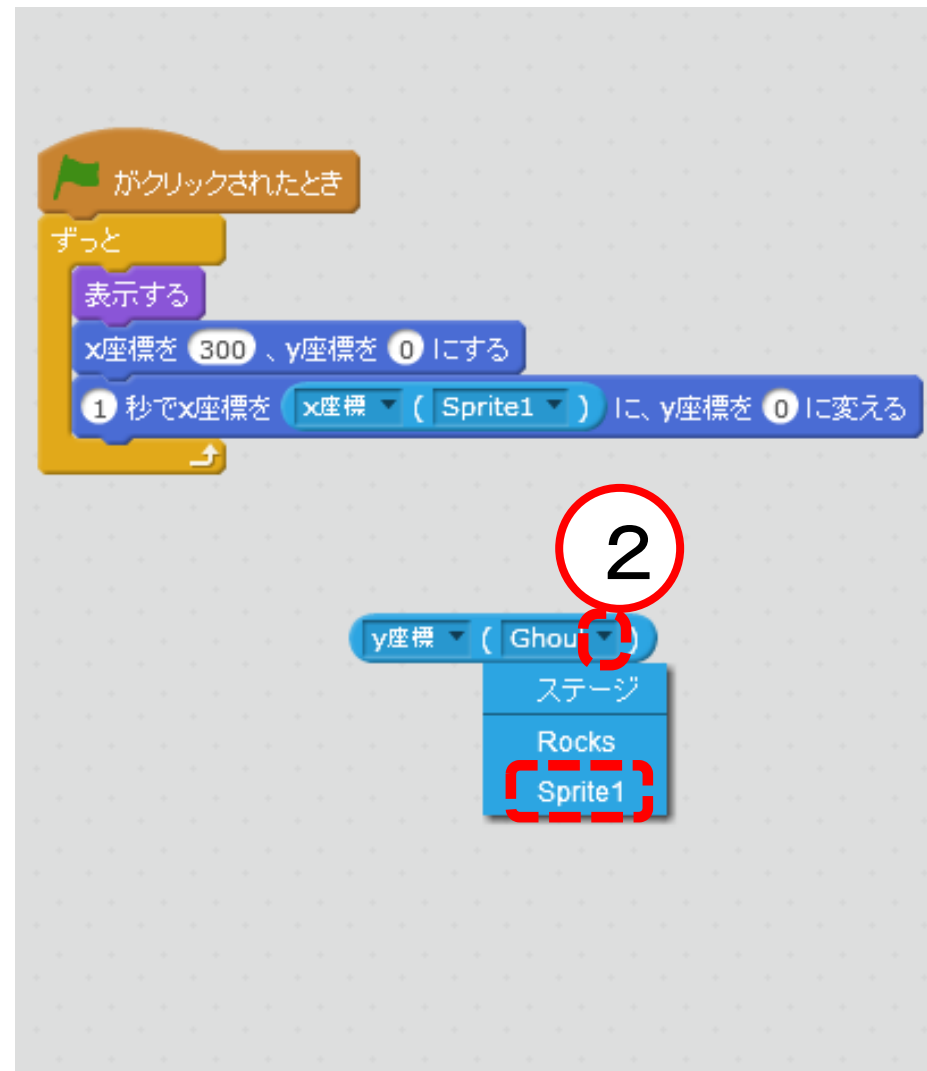 がクリックされたとき
ずっと
表示する
x座標を 300 、y座標を 0 にする
1 秒でx座標を x座標 ( Sprite1 ) に、y座標を 0 に変える
2
y座標 ( Ghoul )
ステージ
Rocks
Sprite1